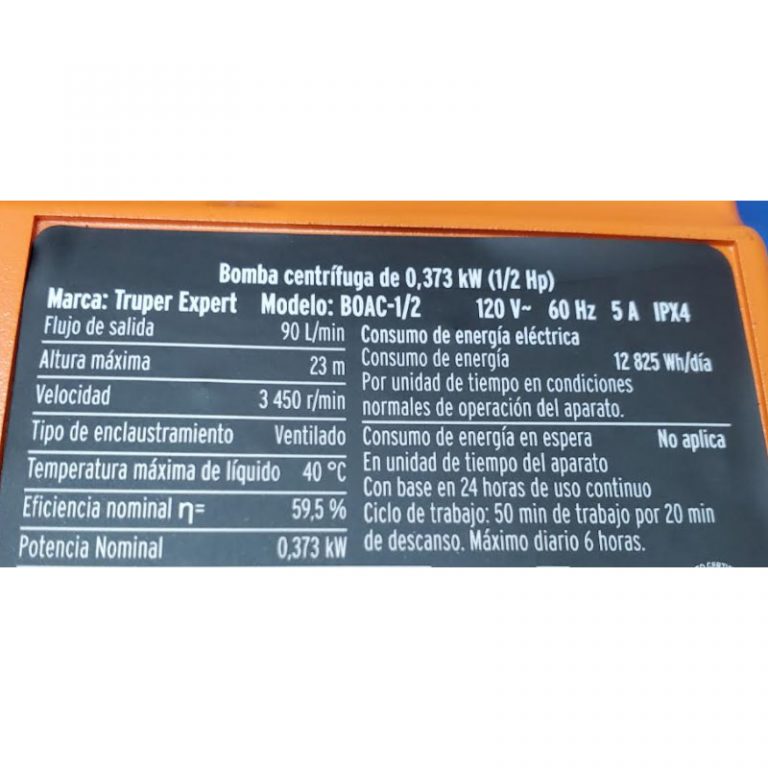 Bomba centrífuga de 0,373 kW (1/2 Hp)
Marca: Truper Expert Modelo: BOAC-1/2 120 V~ 60 Hz 5 A IPX4
Flujo de salida 90 L/min
Altura máxima 23 m
Velocidad 3 450 r/min
Tipo de enclaustramiento Ventilado
Temperatura máxima de líquido 40 °C
Eficiencia nominal η= 59,5 %
Potencia Nominal 0,373 kW
Consumo de energía eléctrica
Consumo de energía 12 825 Wh/día
Por unidad de tiempo en condiciones
normales de operación del aparato.
Consumo de energía en espera No aplica
En unidad de tiempo del aparato
Con base en 24 horas de uso continuo
Ciclo de trabajo: 50 min de trabajo por 20 min
de descanso. Máximo diario 6 horas.